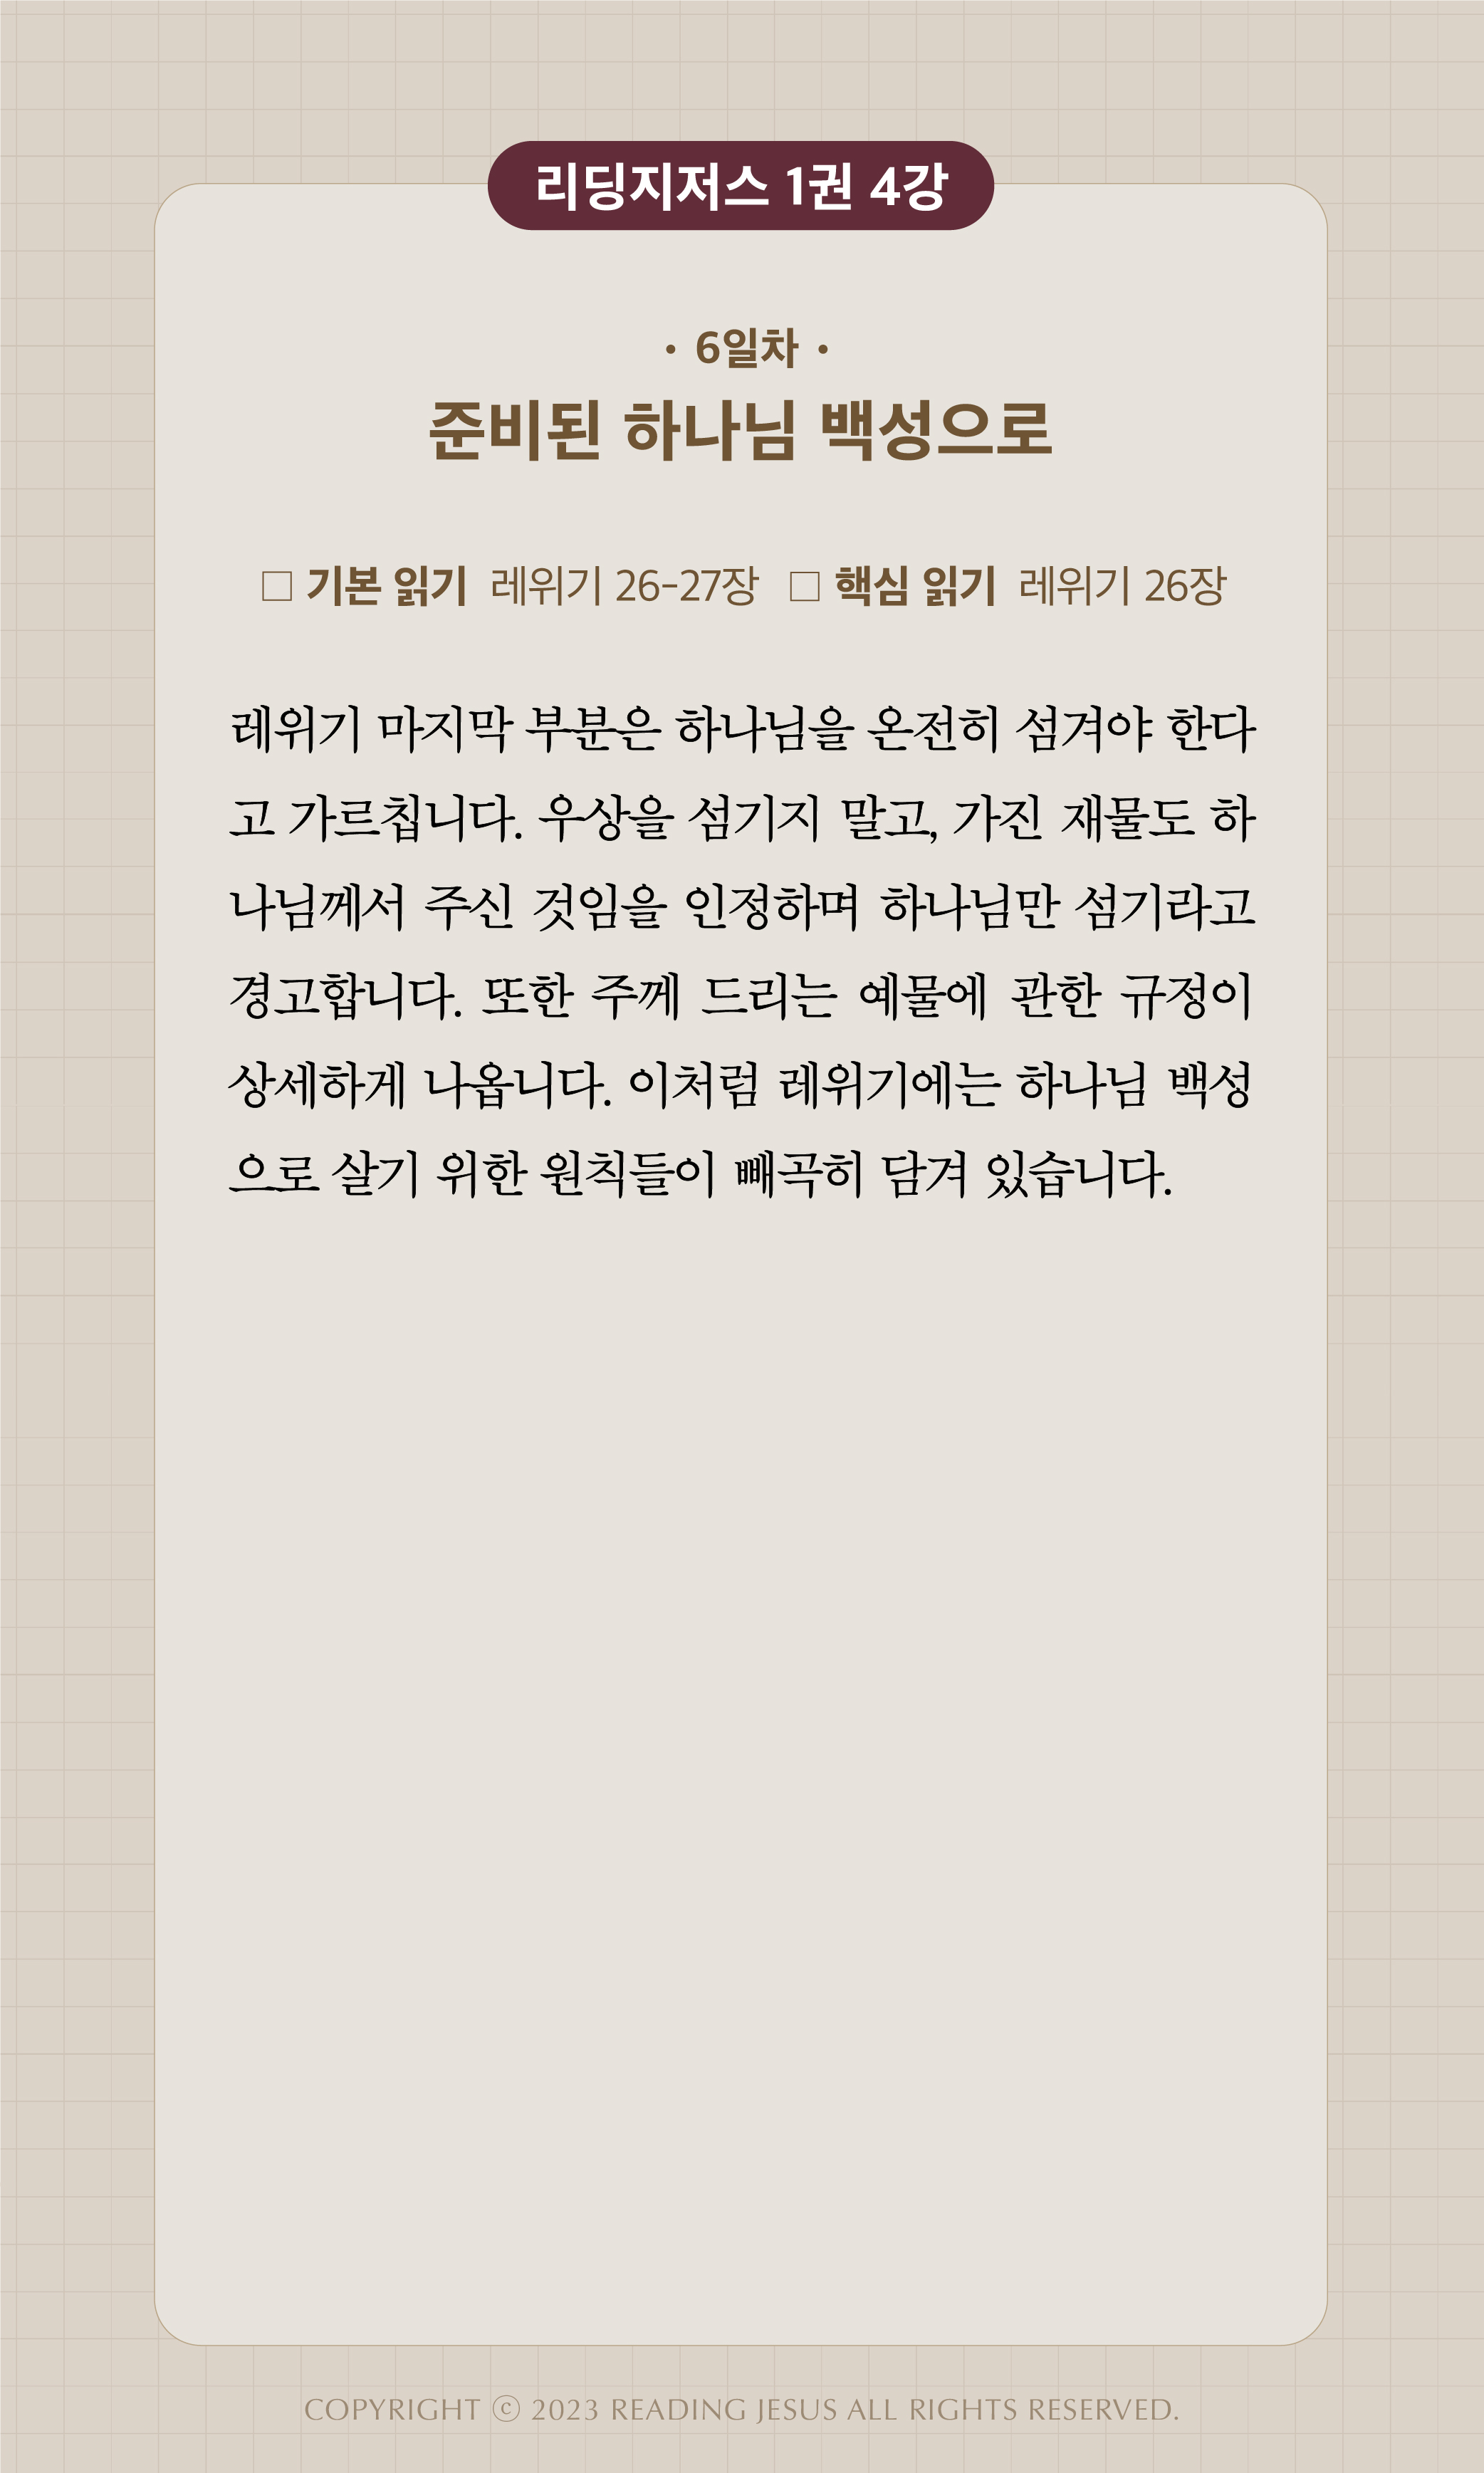 리딩지저스 1권 4강
· 6일차 ·
준비된 하나님 백성으로
□ 기본 읽기 레위기 26-27장 □ 핵심 읽기 레위기 26장
레위기 마지막 부분은 하나님을 온전히 섬겨야 한다
고 가르칩니다. 우상을 섬기지 말고, 가진 재물도 하
나님께서 주신 것임을 인정하며 하나님만 섬기라고
경고합니다. 또한 주께 드리는 예물에 관한 규정이
상세하게 나옵니다. 이처럼 레위기에는 하나님 백성
으로 살기 위한 원칙들이 빼곡히 담겨 있습니다.
COPYRIGHT ⓒ 2023 READING JESUS ALL RIGHTS RESERVED.